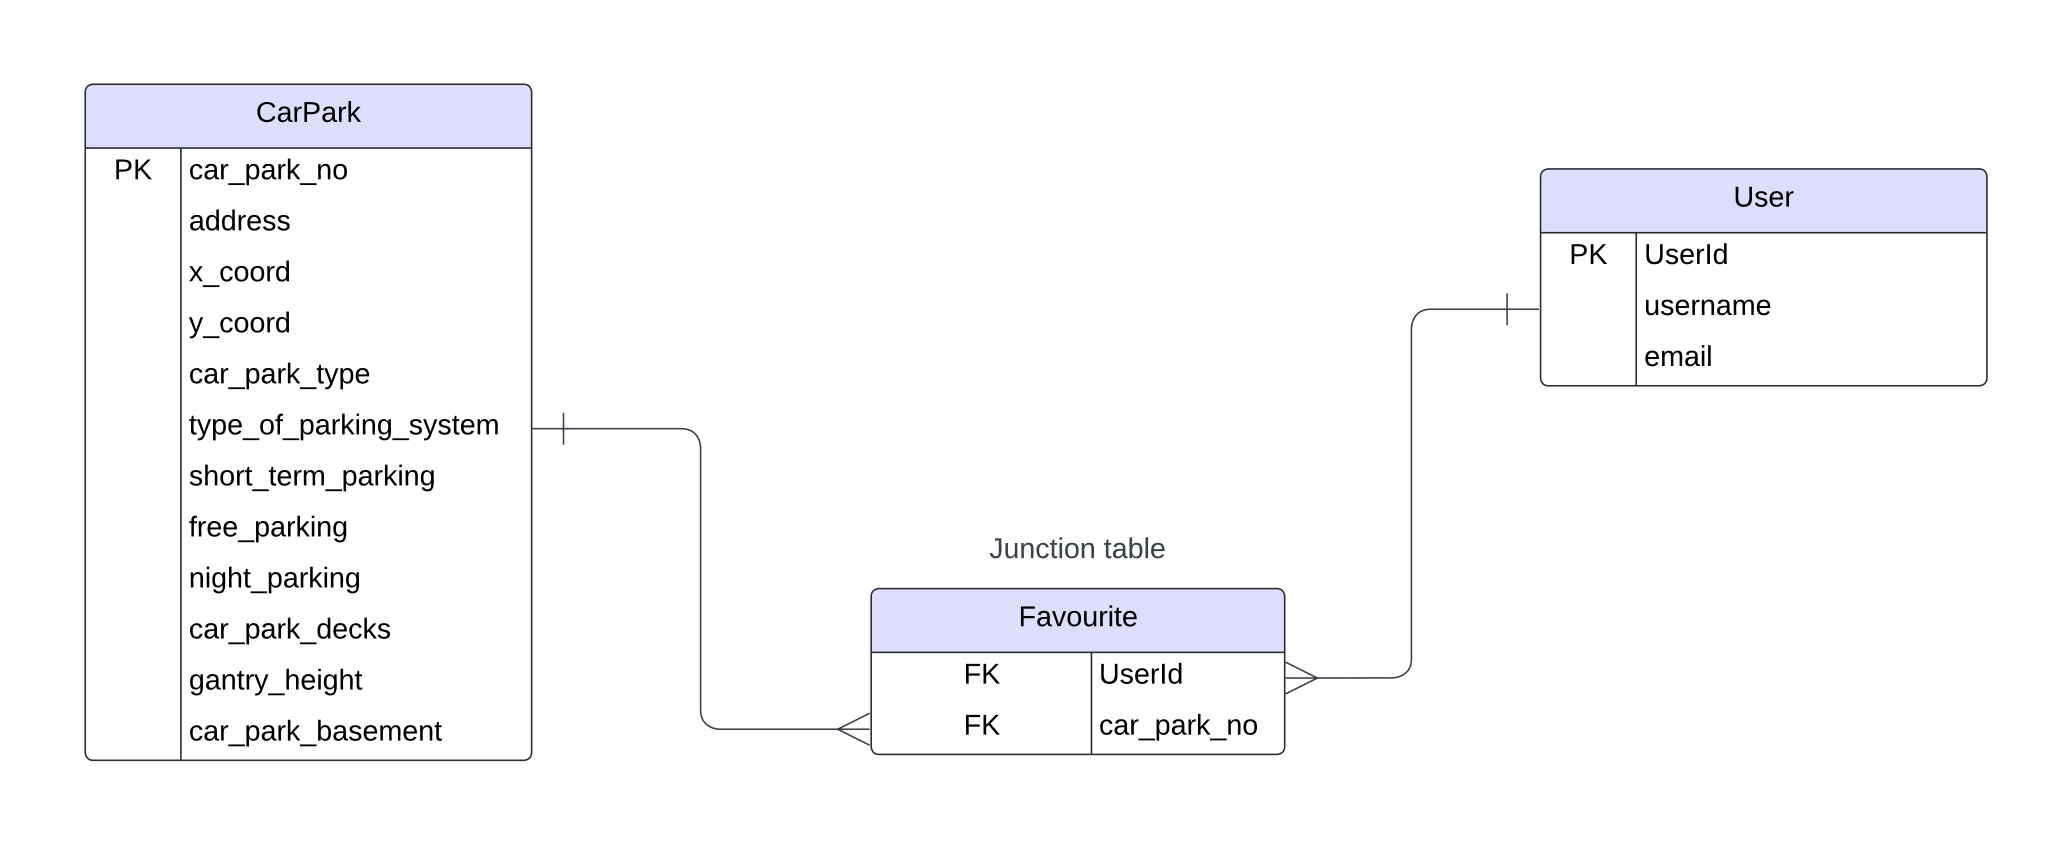 CarPark
PK car_park_no
address
x_coord
y_coord
car_park_type
type_of_parking_system
short_term_parking
free_parking
night_parking
car_park_decks
gantry_height
car_park_basement
Junction table
Favourite
FK UserId
FK car_park_no
User
PK UserId
username
email